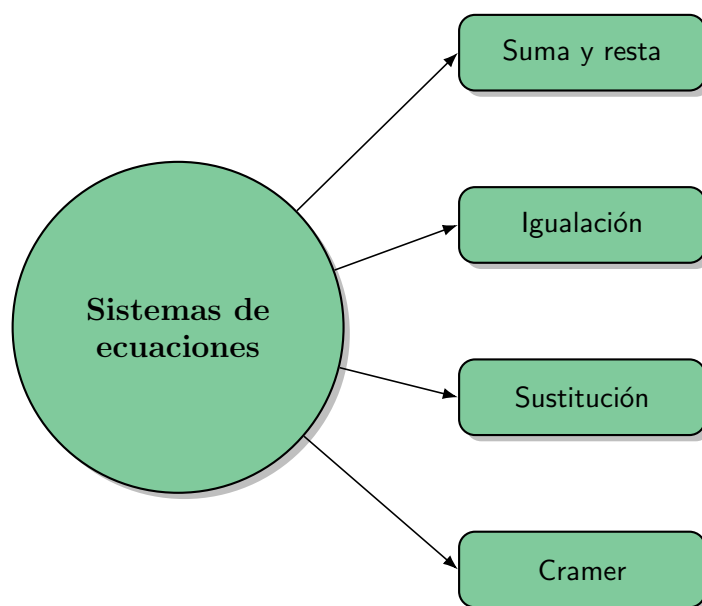 Suma y resta
Igualación
Sistemas de
ecuaciones
Sustitución
Cramer